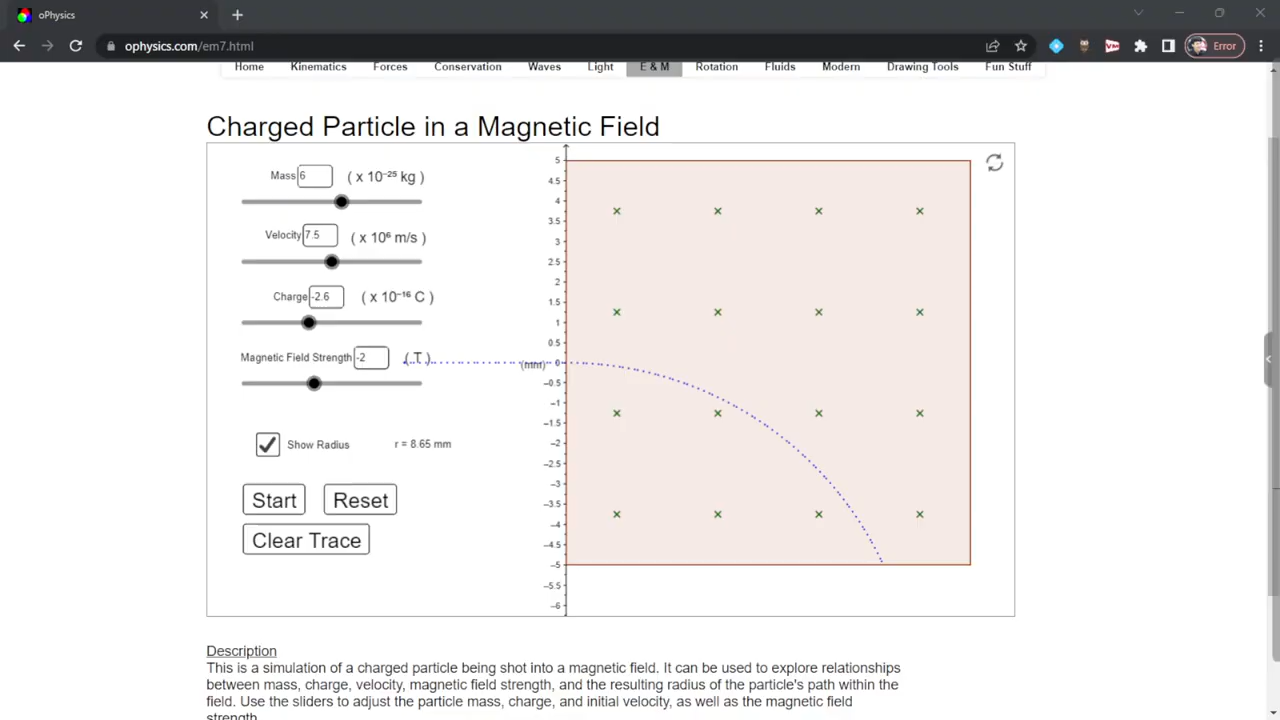 oPhysics
ophysics.com/em7.html
Error
Home Kinematics Forces Conservation Waves Light E & M Rotation Fluids Modern Drawing Tools Fun Stuff
Charged Particle in a Magnetic Field
Mass 6 ( x 10⁻²⁵ kg )
Velocity 7.5 ( x 10⁶ m/s )
Charge -2.6 ( x 10⁻¹⁶ C )
Magnetic Field Strength -2 ( T )
Show Radius r = 8.65 mm
Start Reset
Clear Trace
5
4.5
4
3.5
3
2.5
2
1.5
1
0.5
(mm) 0
−0.5
−1
−1.5
−2
−2.5
−3
−3.5
−4
−4.5
−5
−5.5
−6
Description
This is a simulation of a charged particle being shot into a magnetic field. It can be used to explore relationships
between mass, charge, velocity, magnetic field strength, and the resulting radius of the particle's path within the
field. Use the sliders to adjust the particle mass, charge, and initial velocity, as well as the magnetic field
strength.